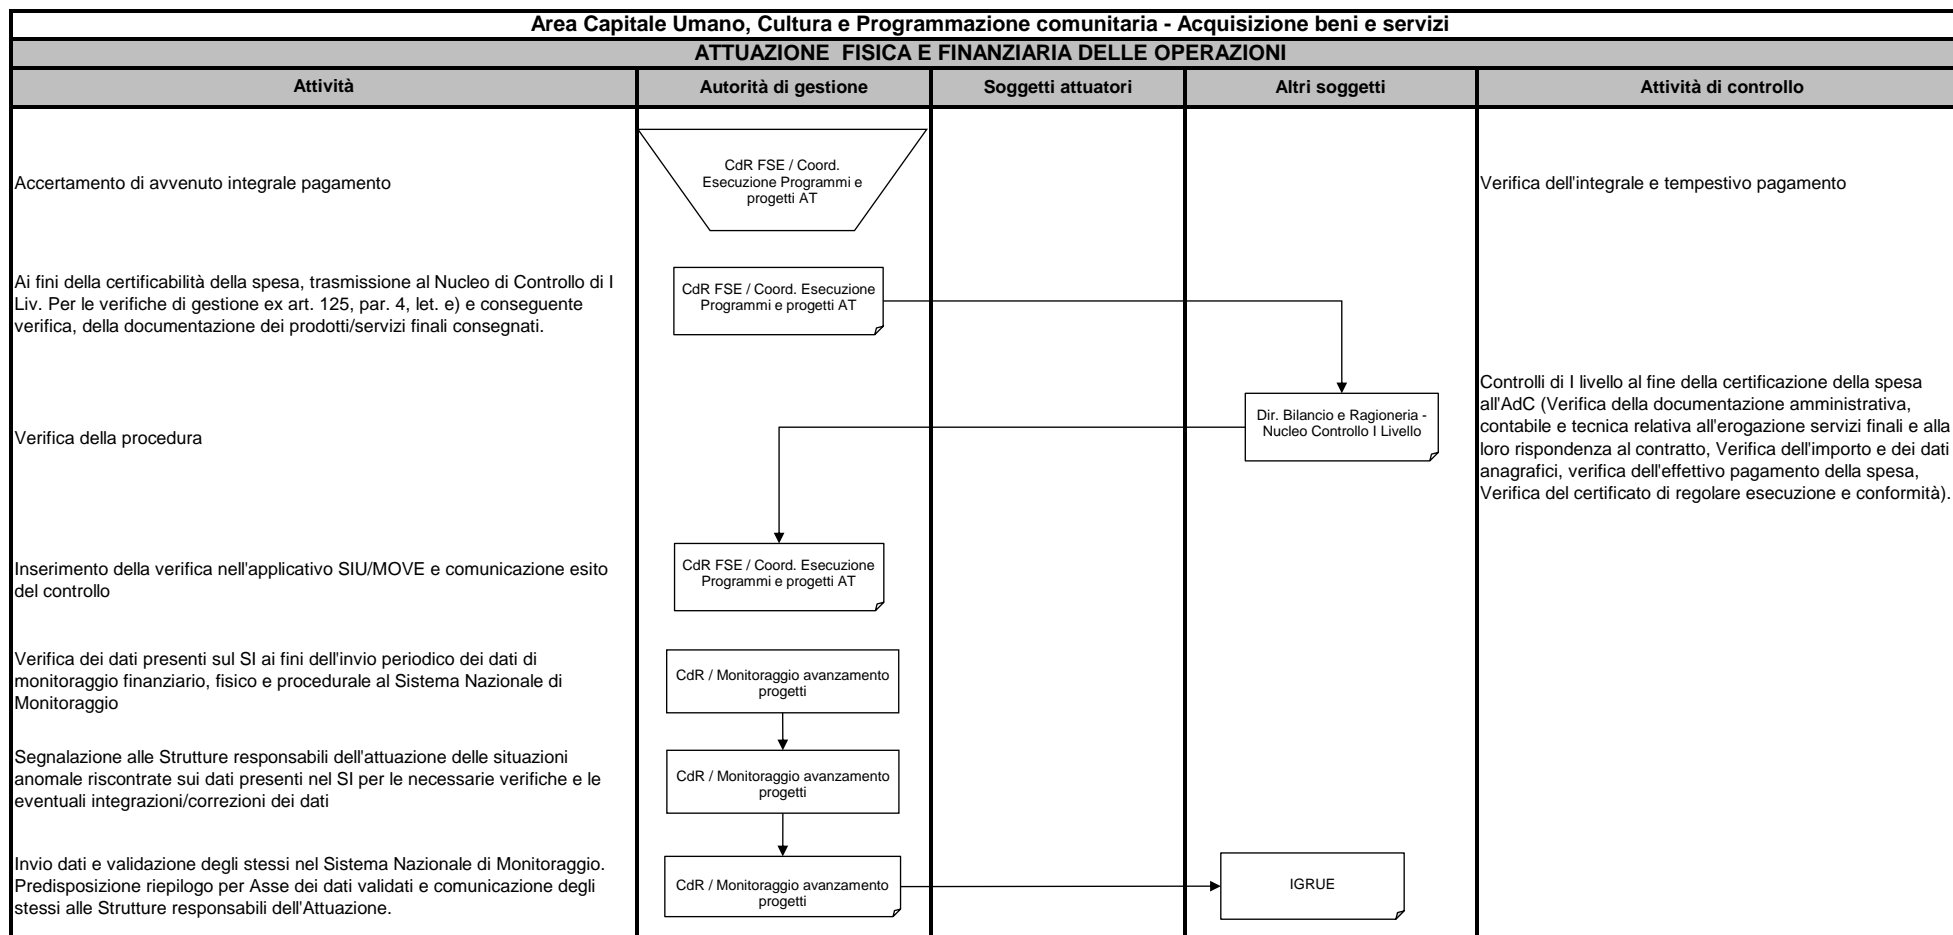 Area Capitale Umano, Cultura e Programmazione comunitaria - Acquisizione beni e servizi
ATTUAZIONE FISICA E FINANZIARIA DELLE OPERAZIONI
Attività
Autorità di gestione
Soggetti attuatori
Altri soggetti
Attività di controllo
Accertamento di avvenuto integrale pagamento
CdR FSE / Coord.
Esecuzione Programmi e
progetti AT
Verifica dell'integrale e tempestivo pagamento
Ai fini della certificabilità della spesa, trasmissione al Nucleo di Controllo di I
Liv. Per le verifiche di gestione ex art. 125, par. 4, let. e) e conseguente
verifica, della documentazione dei prodotti/servizi finali consegnati.
CdR FSE / Coord. Esecuzione
Programmi e progetti AT
Verifica della procedura
Dir. Bilancio e Ragioneria -
Nucleo Controllo I Livello
Controlli di I livello al fine della certificazione della spesa
all'AdC (Verifica della documentazione amministrativa,
contabile e tecnica relativa all'erogazione servizi finali e alla
loro rispondenza al contratto, Verifica dell'importo e dei dati
anagrafici, verifica dell'effettivo pagamento della spesa,
Verifica del certificato di regolare esecuzione e conformità).
Inserimento della verifica nell'applicativo SIU/MOVE e comunicazione esito
del controllo
CdR FSE / Coord. Esecuzione
Programmi e progetti AT
Verifica dei dati presenti sul SI ai fini dell'invio periodico dei dati di
monitoraggio finanziario, fisico e procedurale al Sistema Nazionale di
Monitoraggio
CdR / Monitoraggio avanzamento
progetti
Segnalazione alle Strutture responsabili dell'attuazione delle situazioni
anomale riscontrate sui dati presenti nel SI per le necessarie verifiche e le
eventuali integrazioni/correzioni dei dati
CdR / Monitoraggio avanzamento
progetti
Invio dati e validazione degli stessi nel Sistema Nazionale di Monitoraggio.
Predisposizione riepilogo per Asse dei dati validati e comunicazione degli
stessi alle Strutture responsabili dell'Attuazione.
CdR / Monitoraggio avanzamento
progetti
IGRUE